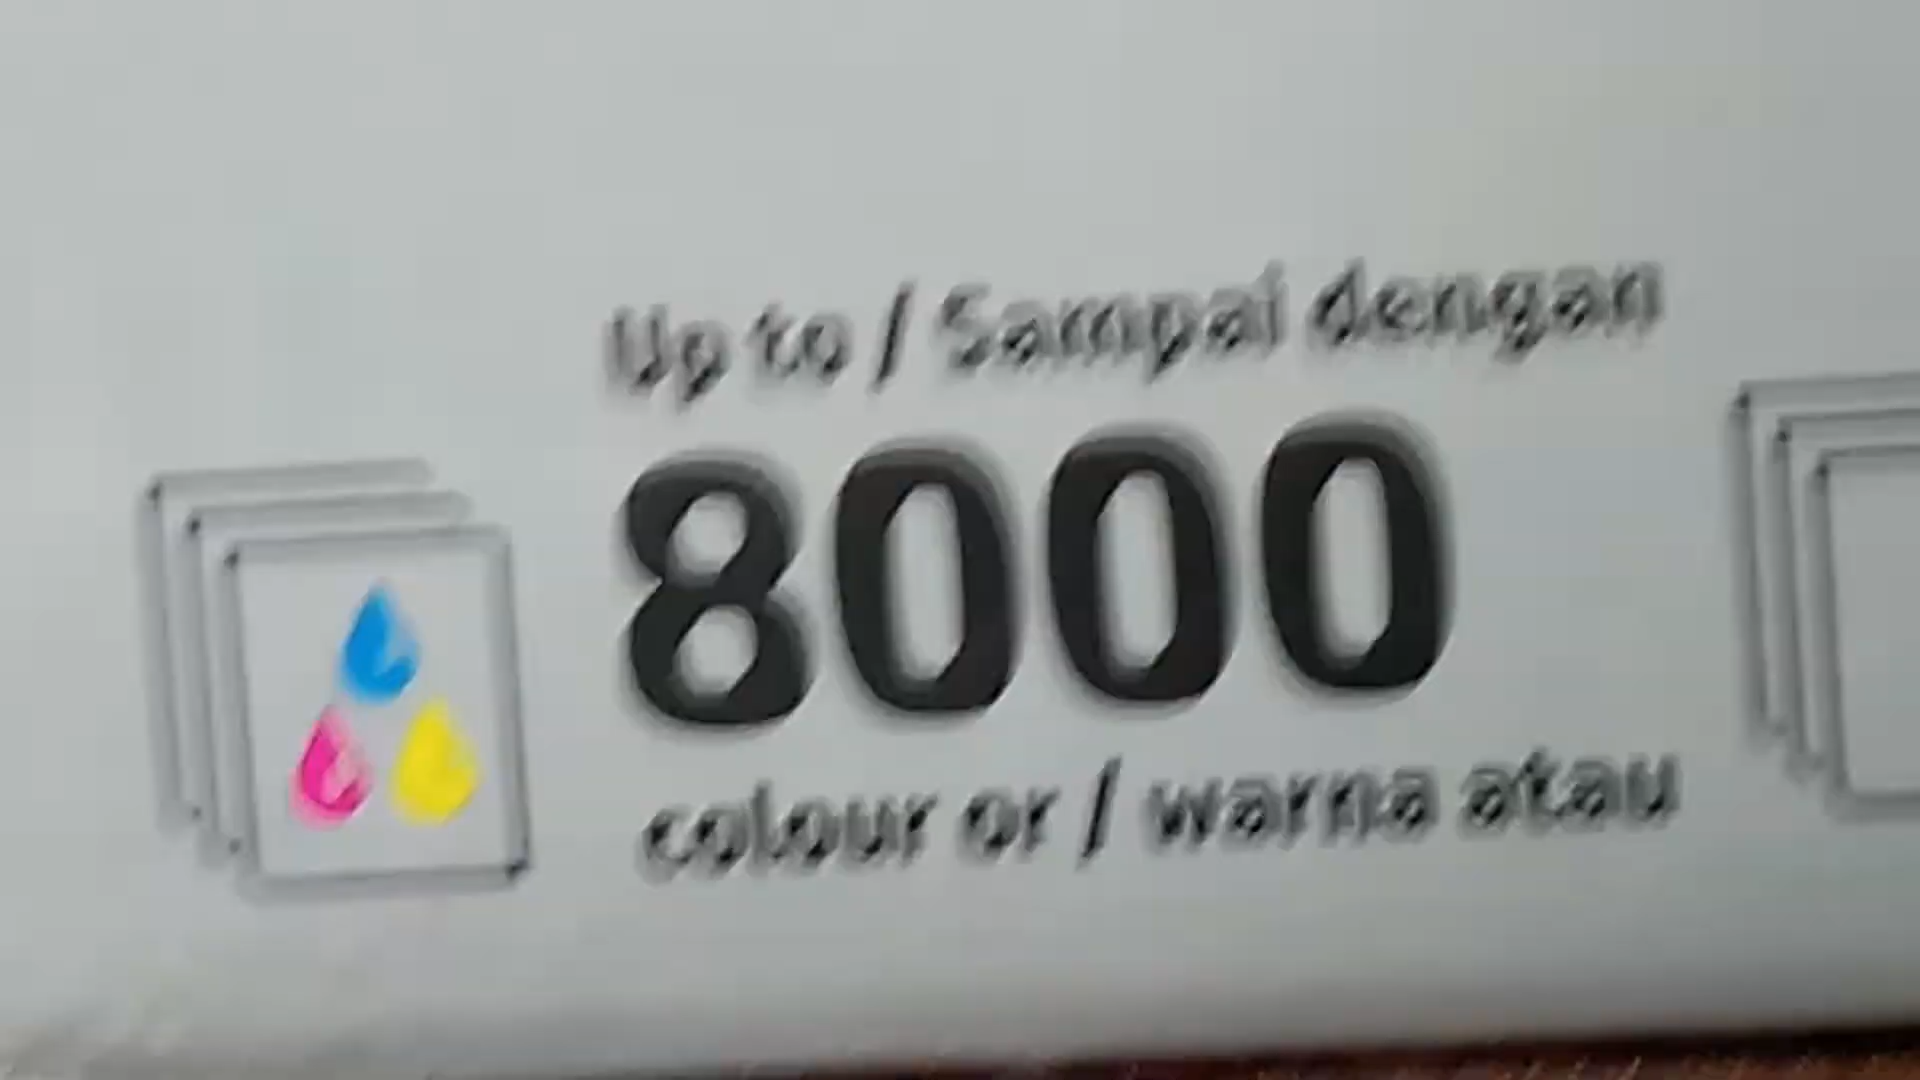 Up to / Sampai dengan
8000
colour or / warna atau